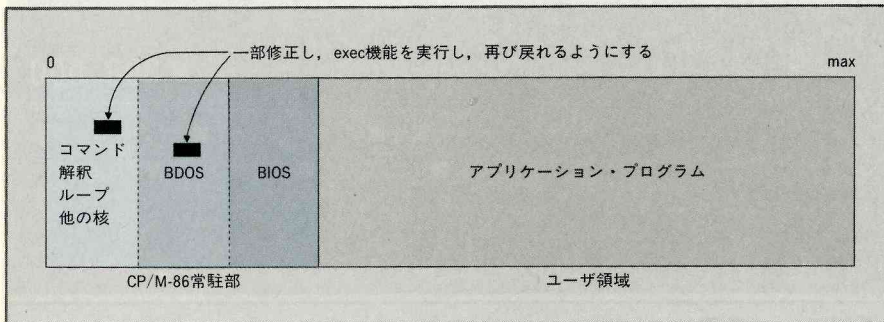 一部修正し，exec機能を実行し，再び戻れるようにする
0
max
コマンド
解釈
ループ
他の核
BDOS
BIOS
アプリケーション・プログラム
CP/M-86常駐部
ユーザ領域